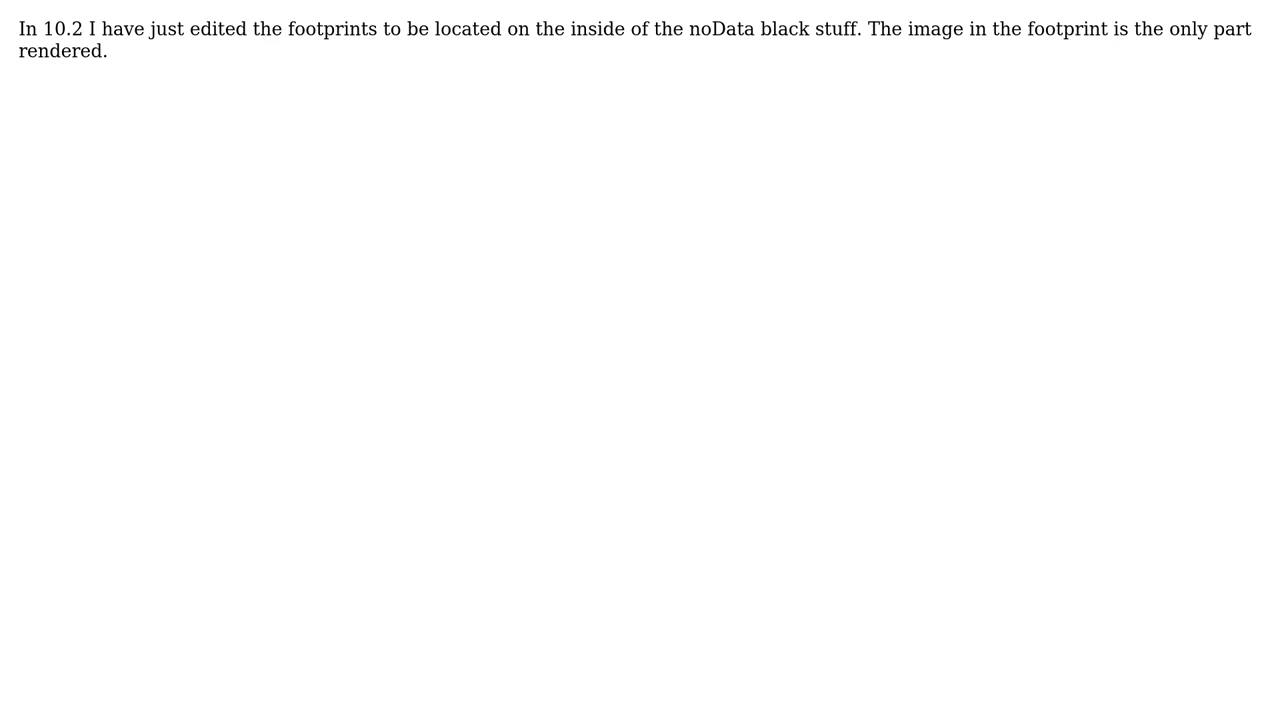 In 10.2 I have just edited the footprints to be located on the inside of the noData black stuff. The image in the footprint is the only part
rendered.